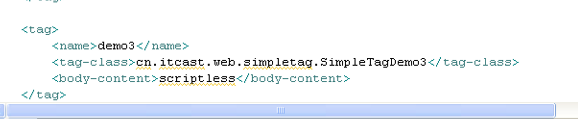 <tag>
<name>demo3</name>
<tag-class>cn.itcast.web.simpletag.SimpleTagDemo3</tag-class>
<body-content>scriptless</body-content>
</tag>